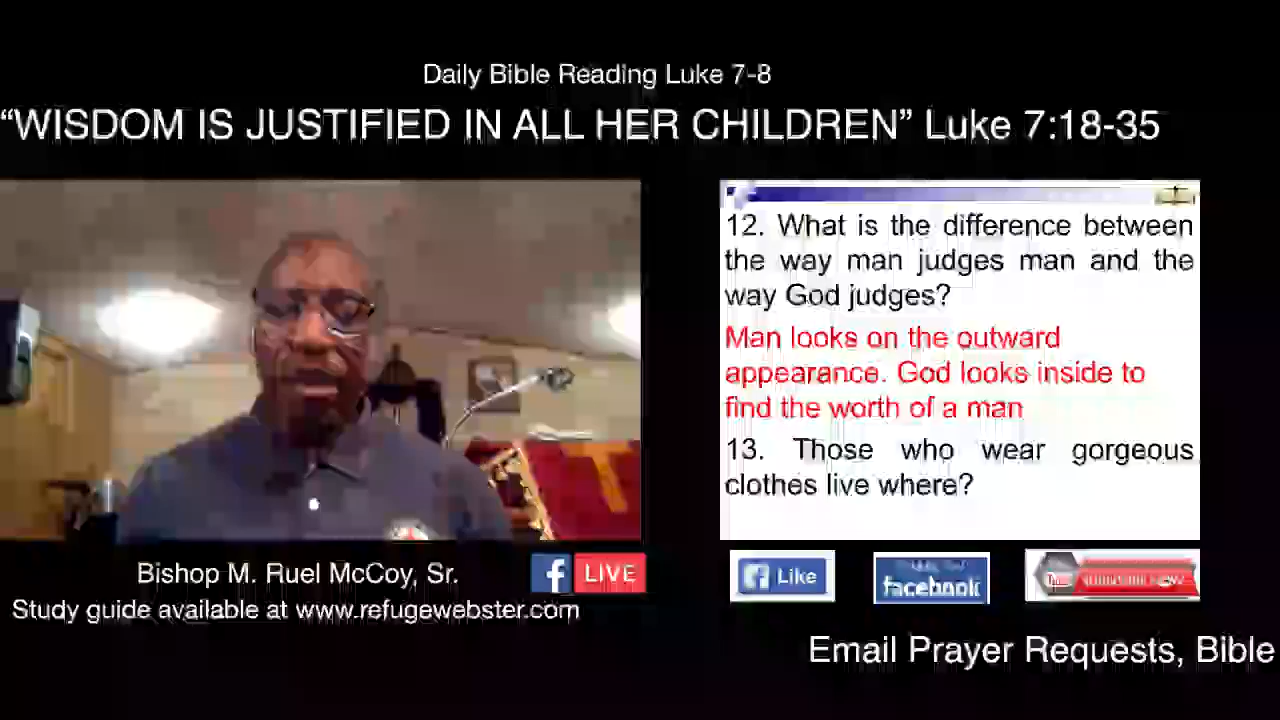 Daily Bible Reading Luke 7-8
“WISDOM IS JUSTIFIED IN ALL HER CHILDREN” Luke 7:18-35
12. What is the difference between
the way man judges man and the
way God judges?
Man looks on the outward
appearance. God looks inside to
find the worth of a man
13. Those who wear gorgeous
clothes live where?
Bishop M. Ruel McCoy, Sr.
f LIVE
Study guide available at www.refugewebster.com
f Like
facebook
Email Prayer Requests, Bible